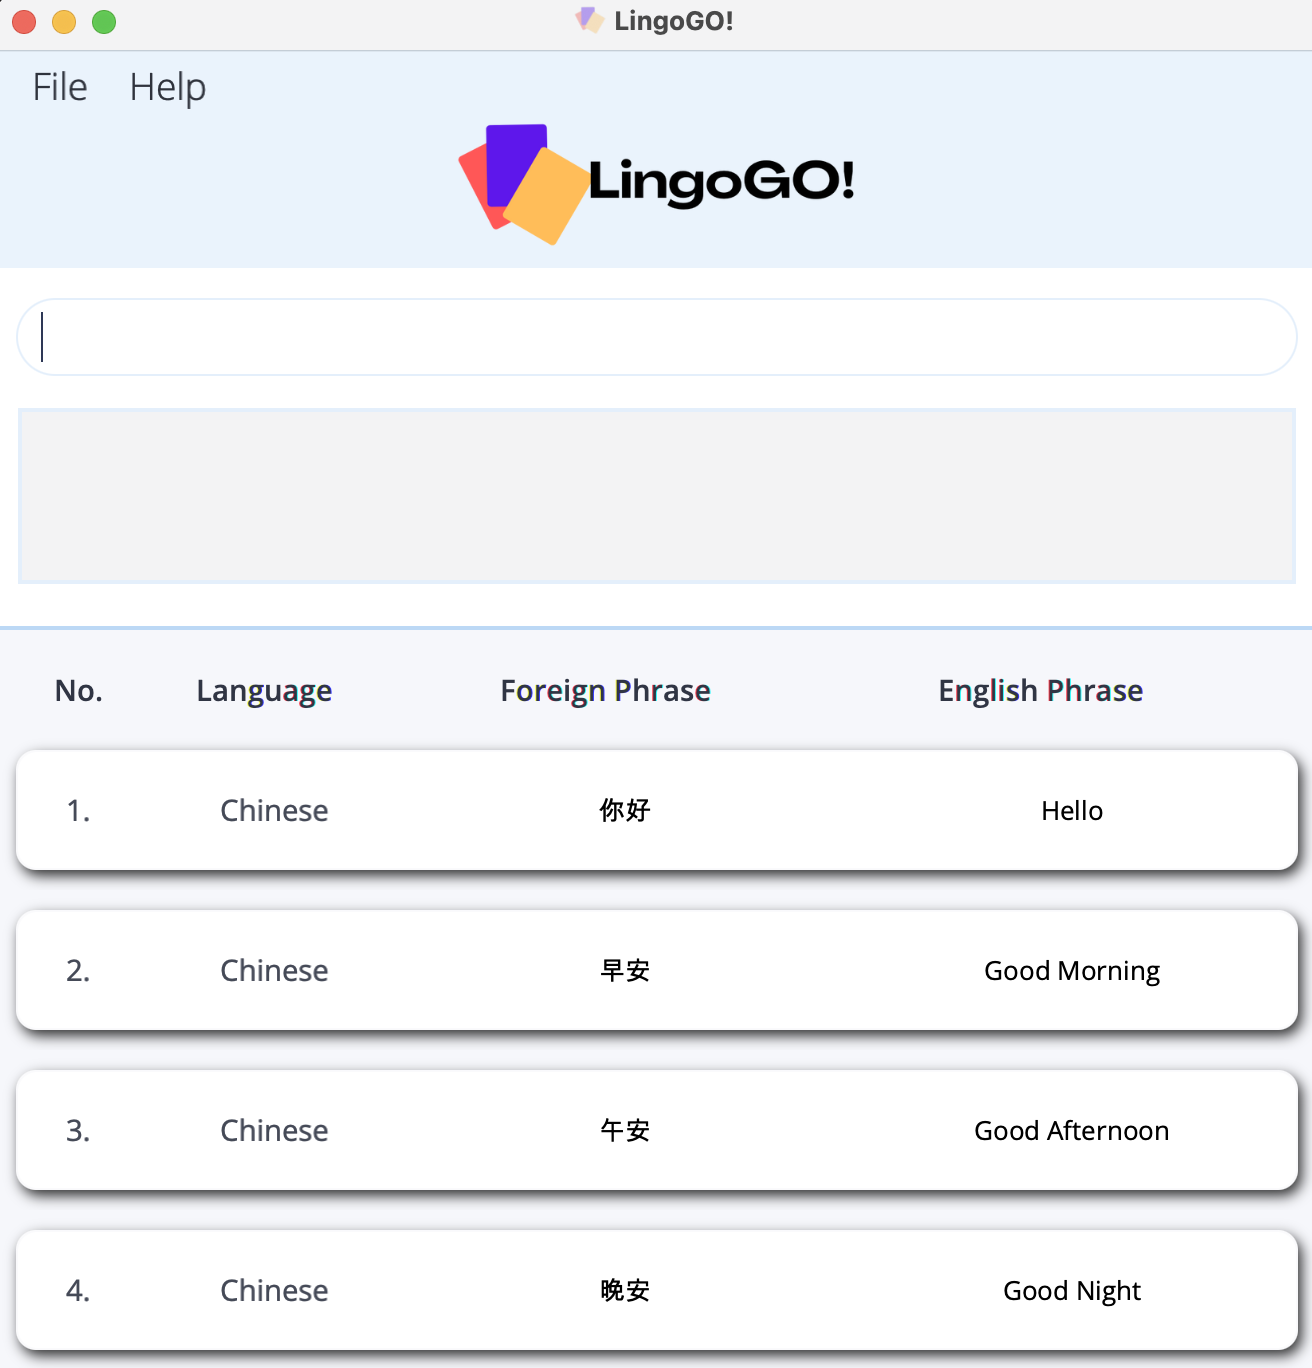 LingoGO!
File Help
LingoGO!
No. Language Foreign Phrase English Phrase
1. Chinese 你好 Hello
2. Chinese 早安 Good Morning
3. Chinese 午安 Good Afternoon
4. Chinese 晚安 Good Night